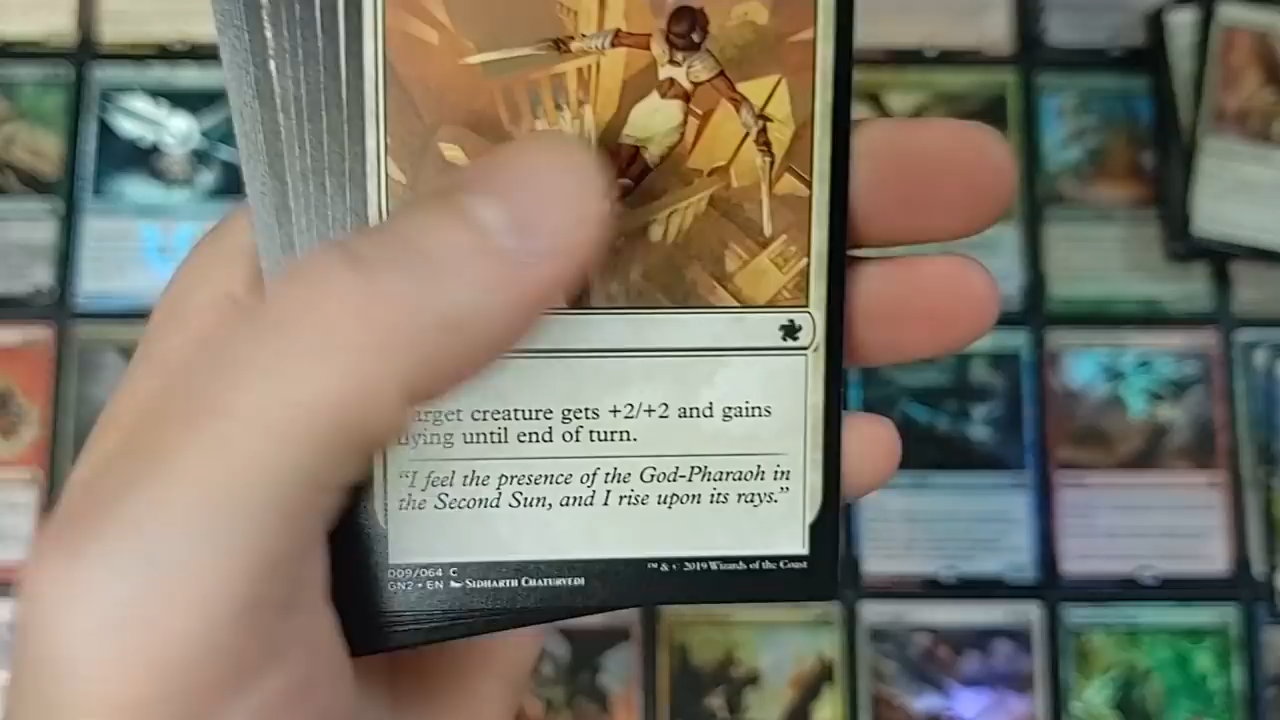 target creature gets +2/+2 and gains
flying until end of turn.
"I feel the presence of the God-Pharaoh in
the Second Sun, and I rise upon its rays."
009/064 C
GN2 • EN SIDHARTH CHATURVEDI
™ & © 2019 Wizards of the Coast